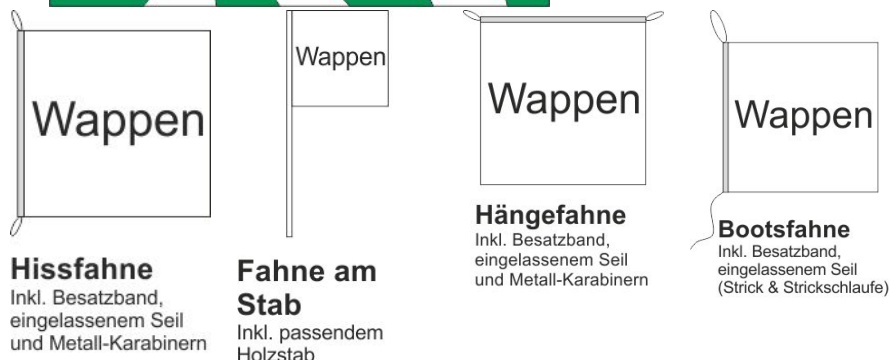 Wappen
Hissfahne
Inkl. Besatzband,
eingelassenem Seil
und Metall-Karabinern
Wappen
Fahne am
Stab
Inkl. passendem
Holzstab
Wappen
Hängefahne
Inkl. Besatzband,
eingelassenem Seil
und Metall-Karabinern
Wappen
Bootsfahne
Inkl. Besatzband,
eingelassenem Seil
(Strick & Strickschlaufe)